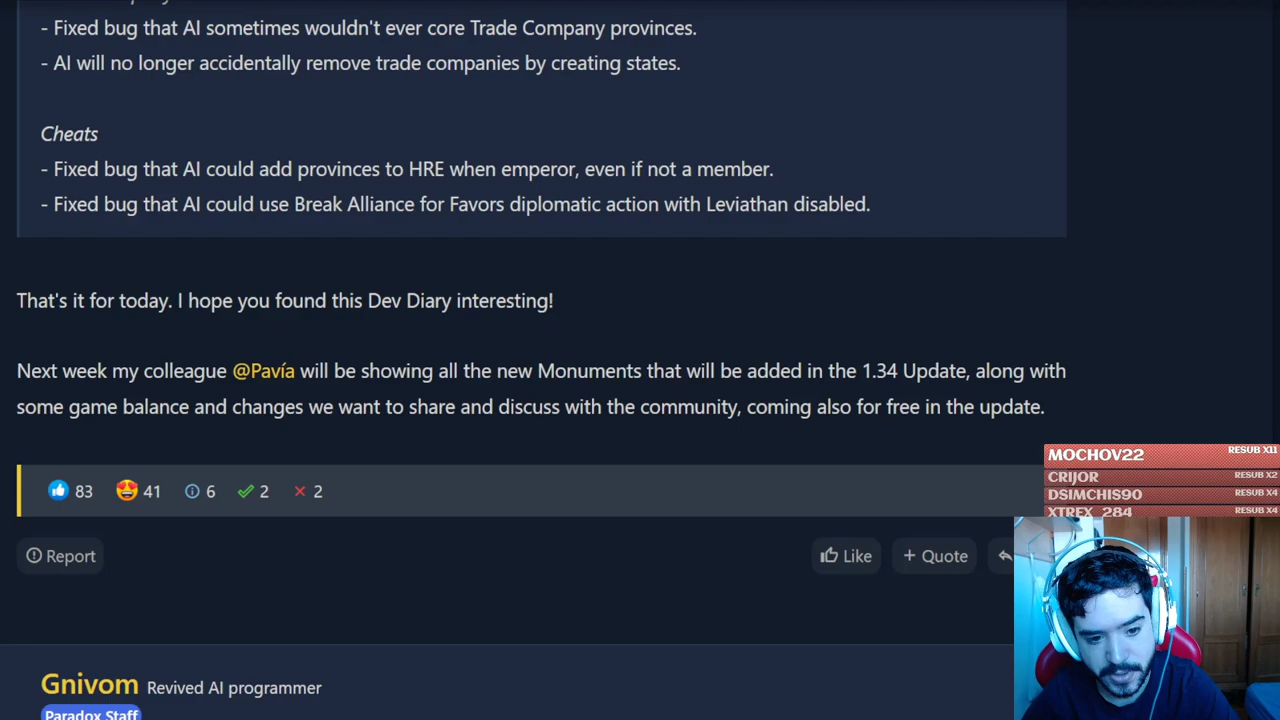 - Fixed bug that AI sometimes wouldn't ever core Trade Company provinces.
- AI will no longer accidentally remove trade companies by creating states.
Cheats
- Fixed bug that AI could add provinces to HRE when emperor, even if not a member.
- Fixed bug that AI could use Break Alliance for Favors diplomatic action with Leviathan disabled.
That's it for today. I hope you found this Dev Diary interesting!
Next week my colleague @Pavía will be showing all the new Monuments that will be added in the 1.34 Update, along with
some game balance and changes we want to share and discuss with the community, coming also for free in the update.
MOCHOV22 RESUB X11
CRIJOR RESUB X2
DSIMCHIS90 RESUB X4
XTREX_284 RESUB X4
83 41 6 2 2
Report Like + Quote
Gnivom Revived AI programmer
Paradox Staff